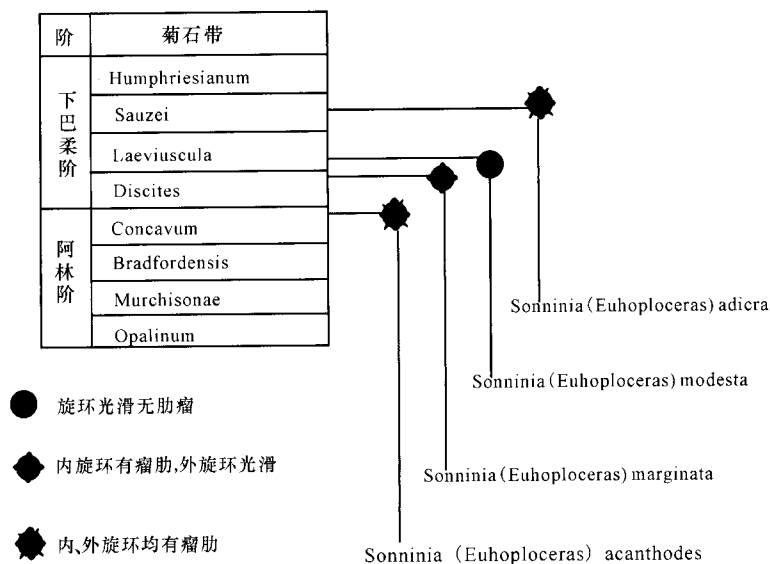 阶 菊石带
下巴柔阶
Humphriesianum
Sauzei
Laeviuscula
Discites
阿林阶
Concavum
Bradfordensis
Murchisonae
Opalinum
Sonninia(Euhoploceras) adicra
Sonninia(Euhoploceras) modesta
Sonninia(Euhoploceras) marginata
Sonninia (Euhoploceras) acanthodes
旋环光滑无肋瘤
内旋环有瘤肋,外旋环光滑
内、外旋环均有瘤肋